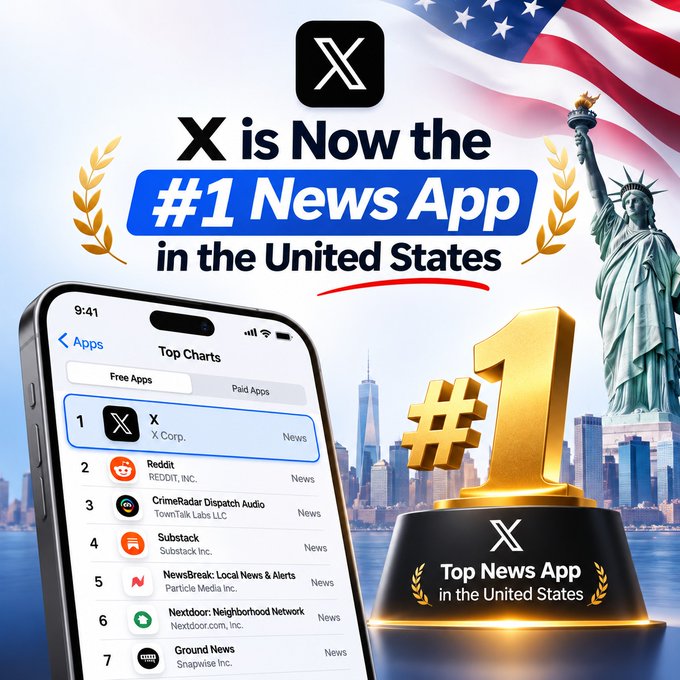 X
X is Now the
#1 News App
in the United States
9:41
Apps
Top Charts
Free Apps
Paid Apps
1
X
X
X Corp.
News
2
Reddit
REDDIT, INC.
News
3
CrimeRadar Dispatch Audio
TownTalk Labs LLC
News
4
Substack
Substack Inc.
News
5
NewsBreak: Local News & Alerts
Particle Media Inc.
News
6
Nextdoor: Neighborhood Network
Nextdoor.com, Inc.
News
7
Ground News
Snapwise Inc.
News
#1
X
Top News App
in the United States